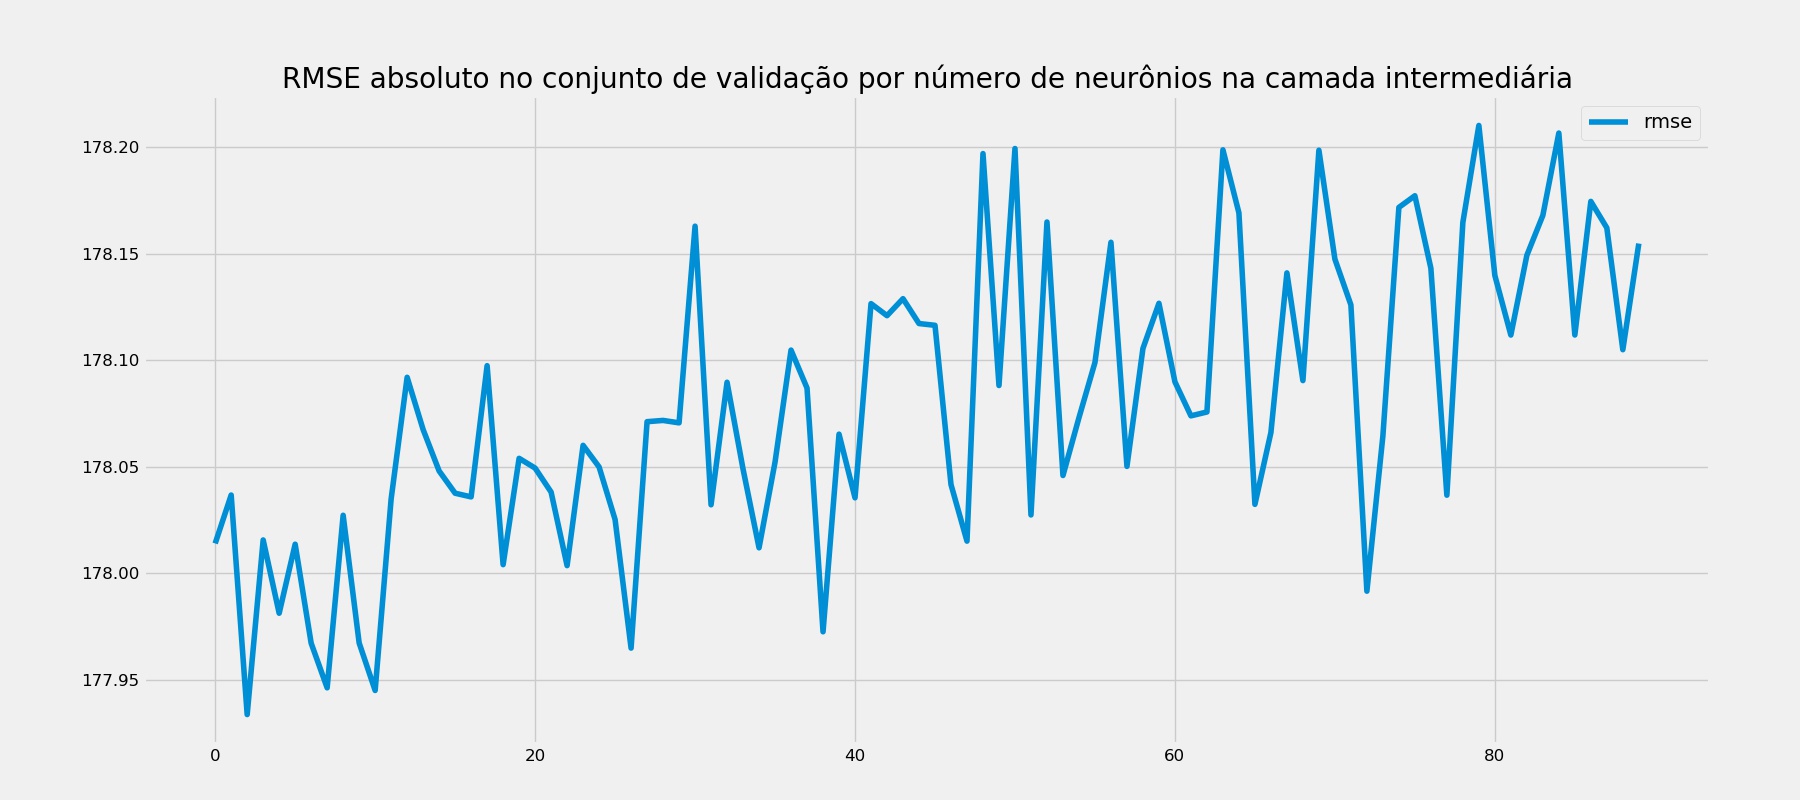 RMSE absoluto no conjunto de validação por número de neurônios na camada intermediária
rmse
178.20
178.15
178.10
178.05
178.00
177.95
0 20 40 60 80